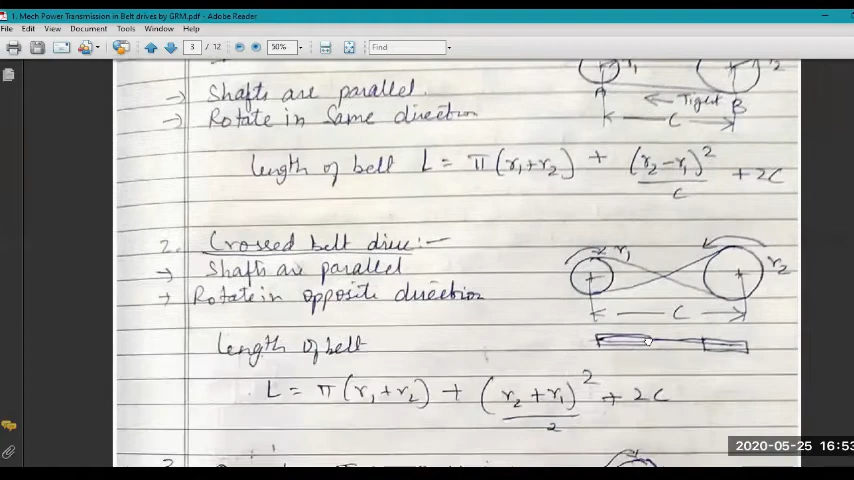 1. Mech Power Transmission in Belt drives by GRM.pdf - Adobe Reader
File Edit View Document Tools Window Help
3 / 12 50% Find
r1 r2
→ Shafts are parallel.
A ← Tight B
→ Rotate in same direction
C
length of belt L = π(r1+r2) + (r2-r1)^2/C + 2C
2. Crossed belt drive:-
r1
→ Shafts are parallel
r2
→ Rotate in opposite direction
C
length of belt
L = π(r1+r2) + (r2+r1)^2/2 + 2C
2020-05-25 16:53